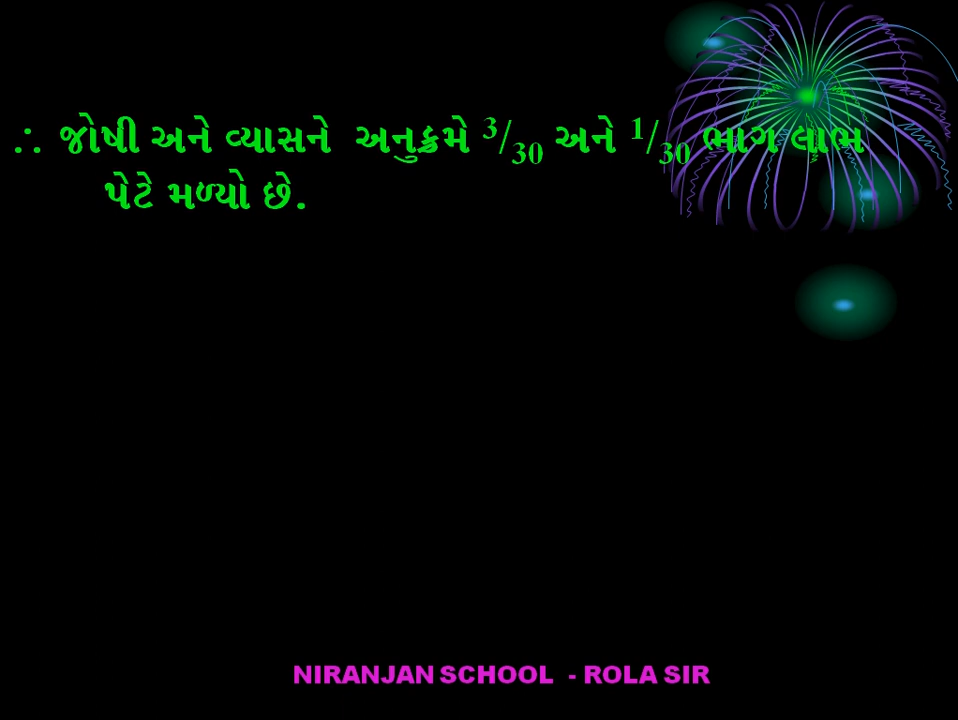 ∴ જોષી અને વ્યાસને અનુક્રમે 3/30 અને 1/30 ભાગ લાભ
પેટે મળ્યો છે.
NIRANJAN SCHOOL - ROLA SIR